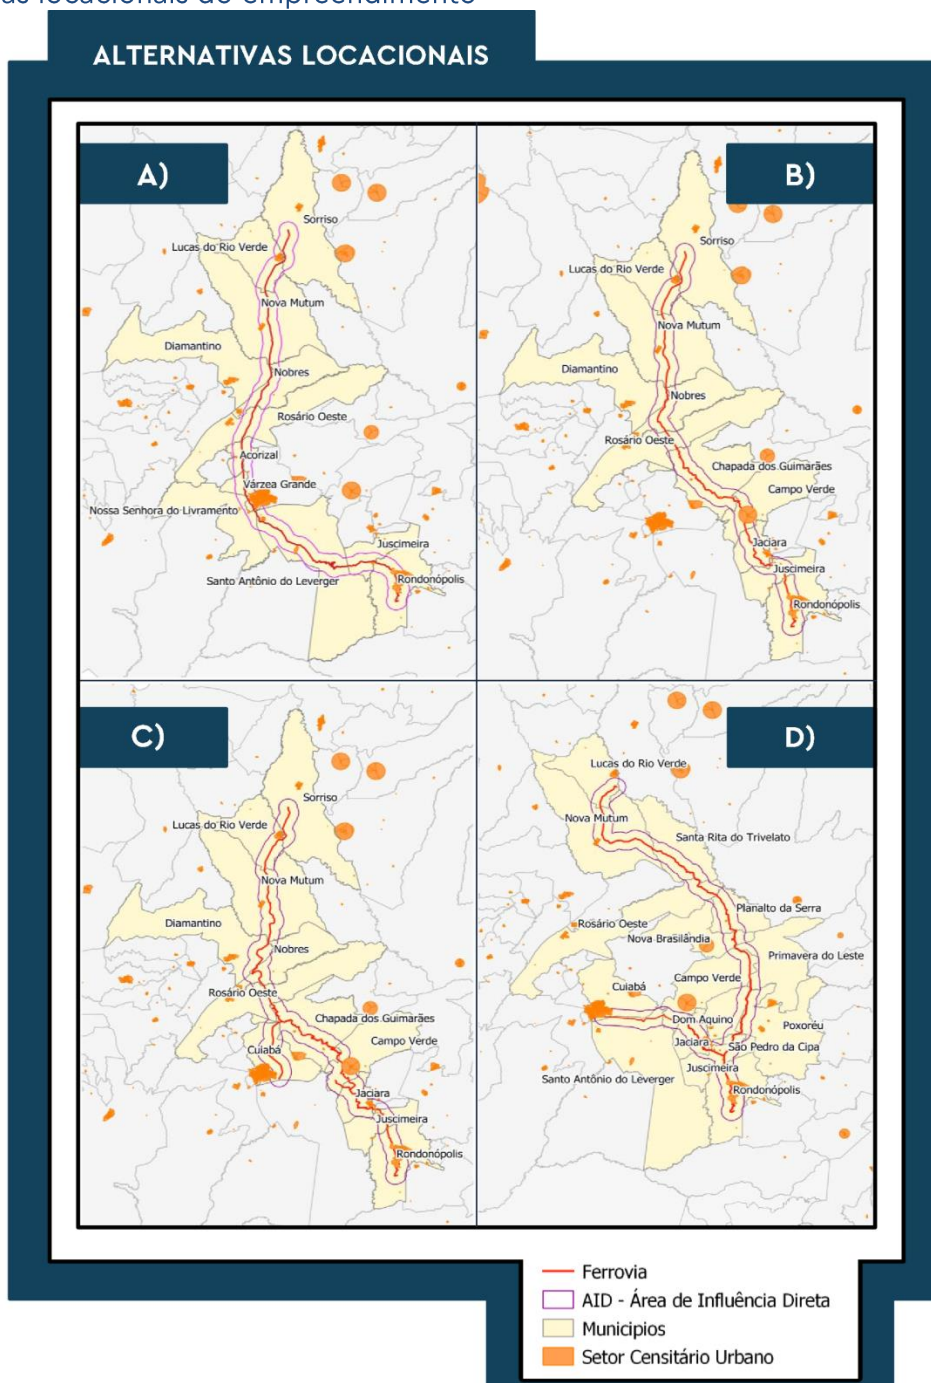 as locacionais do empreendimento
ALTERNATIVAS LOCACIONAIS
A)
Sorriso
Lucas do Rio Verde
Nova Mutum
Diamantino
Nobres
Rosário Oeste
Acorizal
Várzea Grande
Nossa Senhora do Livramento
Juscimeira
Santo Antônio do Leverger
Rondonópolis
B)
Sorriso
Lucas do Rio Verde
Nova Mutum
Diamantino
Nobres
Rosário Oeste
Chapada dos Guimarães
Campo Verde
Jaciara
Juscimeira
Rondonópolis
C)
Sorriso
Lucas do Rio Verde
Nova Mutum
Diamantino
Nobres
Rosário Oeste
Chapada dos Guimarães
Campo Verde
Cuiabá
Jaciara
Juscimeira
Rondonópolis
D)
Lucas do Rio Verde
Nova Mutum
Santa Rita do Trivelato
Planalto da Serra
Rosário Oeste
Nova Brasilândia
Primavera do Leste
Campo Verde
Cuiabá
Dom Aquino
Poxoréu
Jaciara
São Pedro da Cipa
Juscimeira
Santo Antônio do Leverger
Rondonópolis
Ferrovia
AID - Área de Influência Direta
Municipios
Setor Censitário Urbano